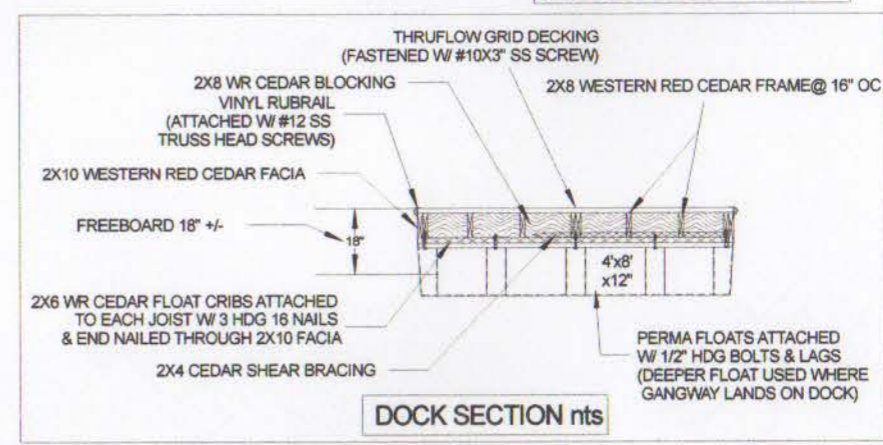 THRUFLOW GRID DECKING
(FASTENED W/ #10X3" SS SCREW)
2X8 WR CEDAR BLOCKING
VINYL RUBRAIL
(ATTACHED W/ #12 SS
TRUSS HEAD SCREWS)
2X8 WESTERN RED CEDAR FRAME@ 16" OC
2X10 WESTERN RED CEDAR FACIA
FREEBOARD 18" +/-
18"
4'x8'
x12"
2X6 WR CEDAR FLOAT CRIBS ATTACHED
TO EACH JOIST W/ 3 HDG 16 NAILS
& END NAILED THROUGH 2X10 FACIA
2X4 CEDAR SHEAR BRACING
PERMA FLOATS ATTACHED
W/ 1/2" HDG BOLTS & LAGS
(DEEPER FLOAT USED WHERE
GANGWAY LANDS ON DOCK)
DOCK SECTION nts